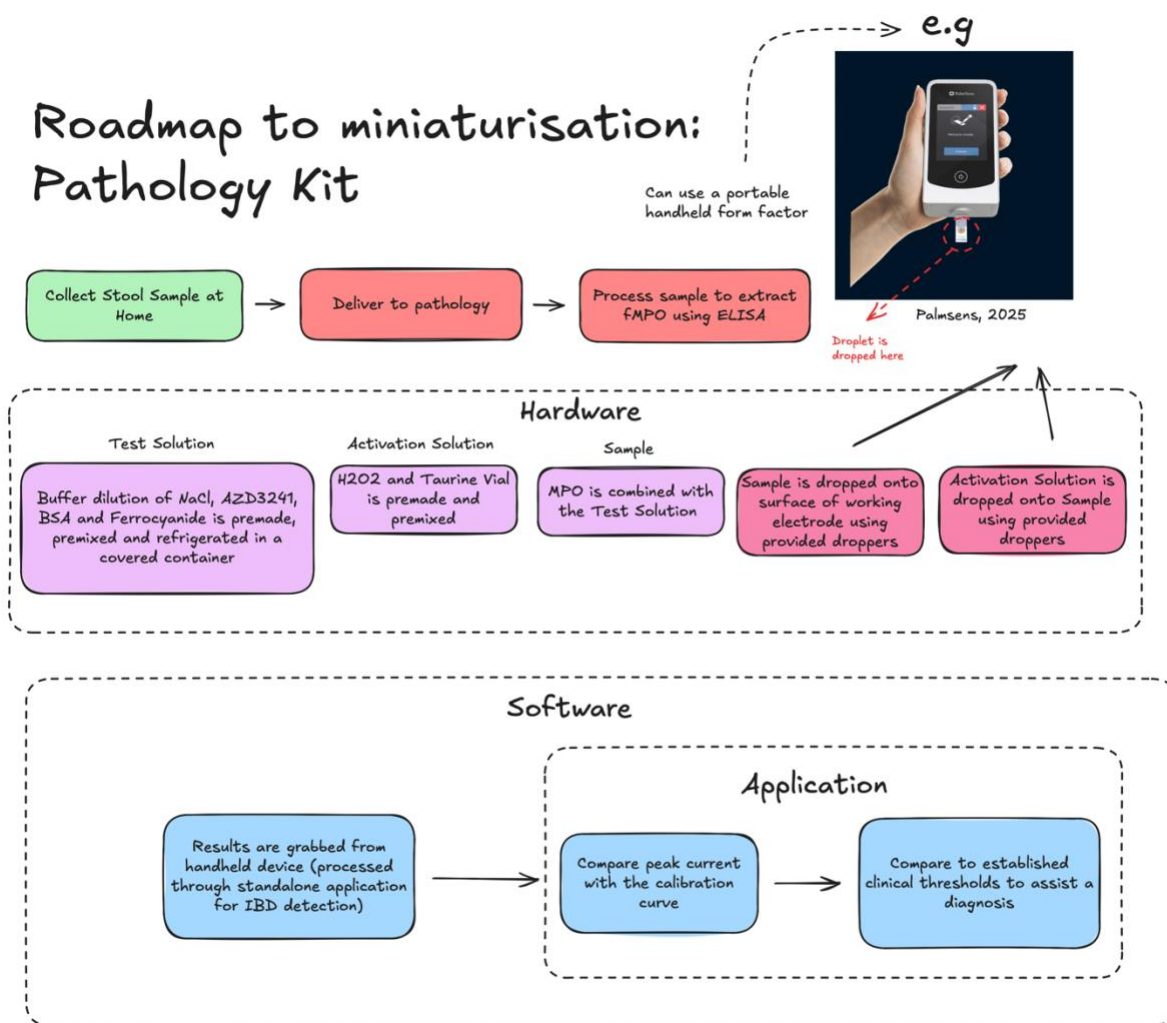 e.g
Roadmap to miniaturisation:
Pathology Kit
Can use a portable
handheld form factor
Collect Stool Sample at
Home
Deliver to pathology
Process sample to extract
fMPO using ELISA
Palmsens, 2025
Droplet is
dropped here
Hardware
Test Solution
Buffer dilution of NaCl, AZD3241,
BSA and Ferrocyanide is premade,
premixed and refrigerated in a
covered container
Activation Solution
H2O2 and Taurine Vial
is premade and
premixed
Sample
MPO is combined with
the Test Solution
Sample is dropped onto
surface of working
electrode using
provided droppers
Activation Solution is
dropped onto Sample
using provided
droppers
Software
Results are grabbed from
handheld device (processed
through standalone application
for IBD detection)
Application
Compare peak current
with the calibration
curve
Compare to established
clinical thresholds to assist a
diagnosis